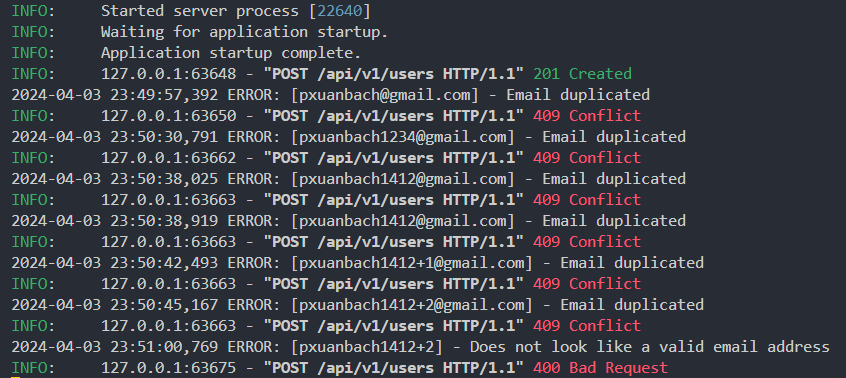 INFO:     Started server process [22640]
INFO:     Waiting for application startup.
INFO:     Application startup complete.
INFO:     127.0.0.1:63648 - "POST /api/v1/users HTTP/1.1" 201 Created
2024-04-03 23:49:57,392 ERROR: [pxuanbach@gmail.com] - Email duplicated
INFO:     127.0.0.1:63650 - "POST /api/v1/users HTTP/1.1" 409 Conflict
2024-04-03 23:50:30,791 ERROR: [pxuanbach1234@gmail.com] - Email duplicated
INFO:     127.0.0.1:63662 - "POST /api/v1/users HTTP/1.1" 409 Conflict
2024-04-03 23:50:38,025 ERROR: [pxuanbach1412@gmail.com] - Email duplicated
INFO:     127.0.0.1:63663 - "POST /api/v1/users HTTP/1.1" 409 Conflict
2024-04-03 23:50:38,919 ERROR: [pxuanbach1412@gmail.com] - Email duplicated
INFO:     127.0.0.1:63663 - "POST /api/v1/users HTTP/1.1" 409 Conflict
2024-04-03 23:50:42,493 ERROR: [pxuanbach1412+1@gmail.com] - Email duplicated
INFO:     127.0.0.1:63663 - "POST /api/v1/users HTTP/1.1" 409 Conflict
2024-04-03 23:50:45,167 ERROR: [pxuanbach1412+2@gmail.com] - Email duplicated
INFO:     127.0.0.1:63663 - "POST /api/v1/users HTTP/1.1" 409 Conflict
2024-04-03 23:51:00,769 ERROR: [pxuanbach1412+2] - Does not look like a valid email address
INFO:     127.0.0.1:63675 - "POST /api/v1/users HTTP/1.1" 400 Bad Request